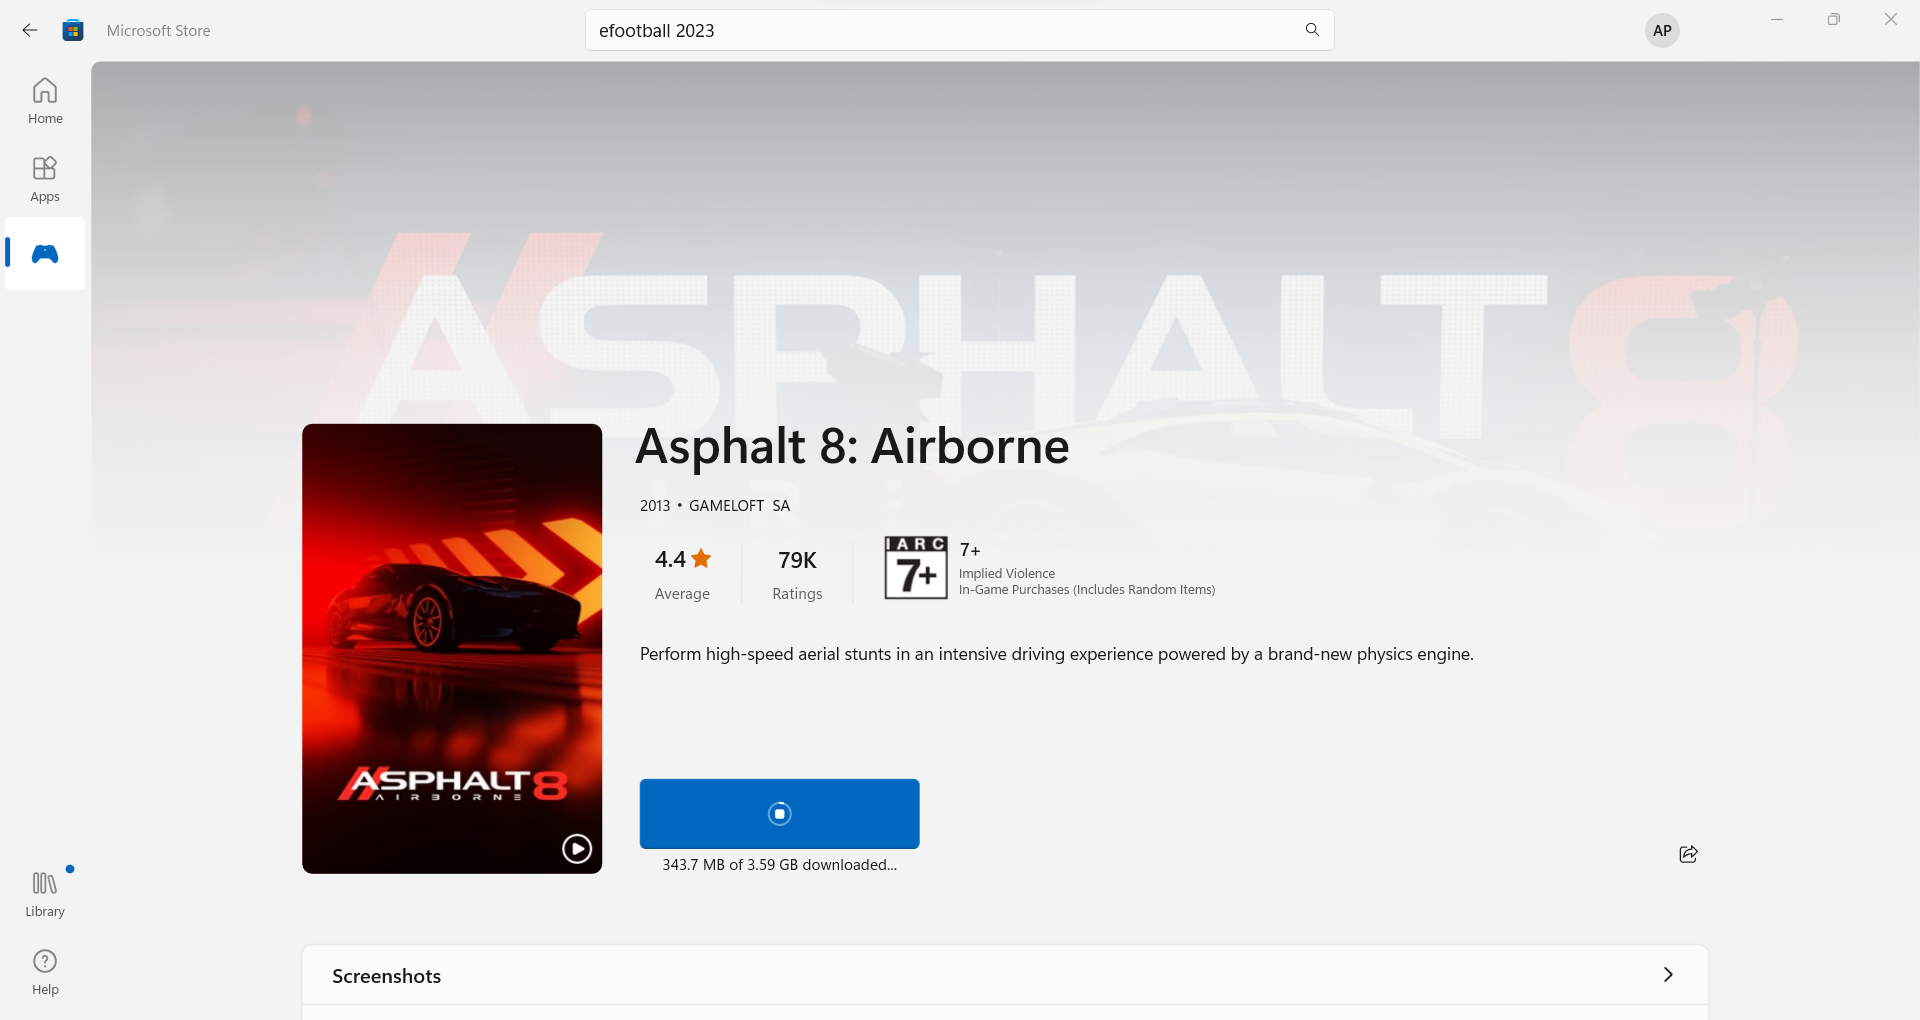 Microsoft Store
efootball 2023
AP
Home
Apps
ASPHALT 8
Asphalt 8: Airborne
2013 • GAMELOFT SA
4.4
Average
79K
Ratings
IARC
7+
7+
Implied Violence
In-Game Purchases (Includes Random Items)
Perform high-speed aerial stunts in an intensive driving experience powered by a brand-new physics engine.
ASPHALT 8
AIRBORNE
343.7 MB of 3.59 GB downloaded...
Library
Help
Screenshots